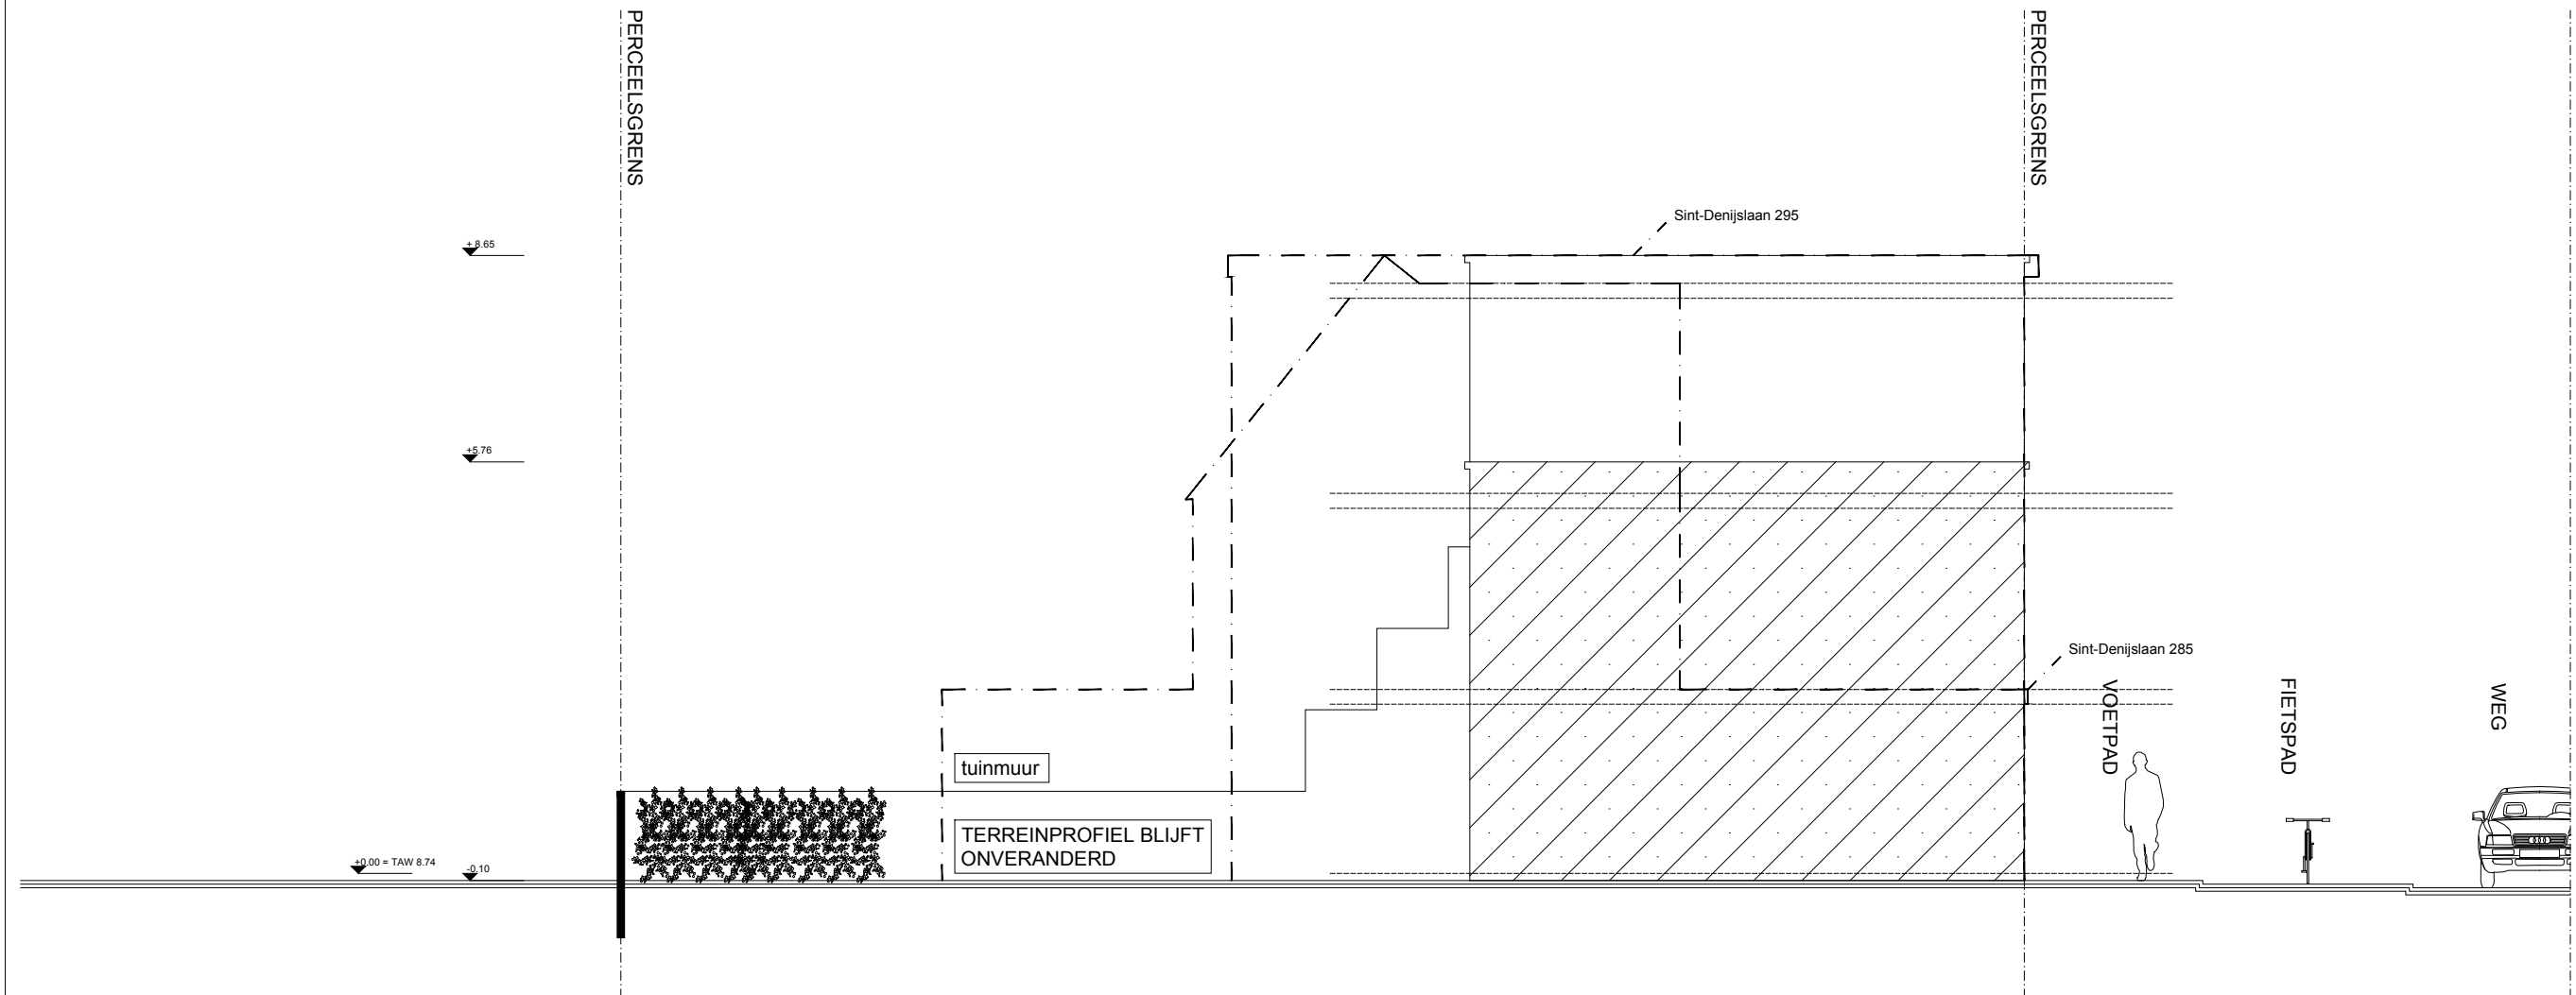 PERCEELSGRENS
PERCEELSGRENS
Sint-Denijslaan 295
+ 8.65
+5.76
Sint-Denijslaan 285
VOETPAD
FIETSPAD
WEG
tuinmuur
TERREINPROFIEL BLIJFT
ONVERANDERD
+0.00 = TAW 8.74
-0.10